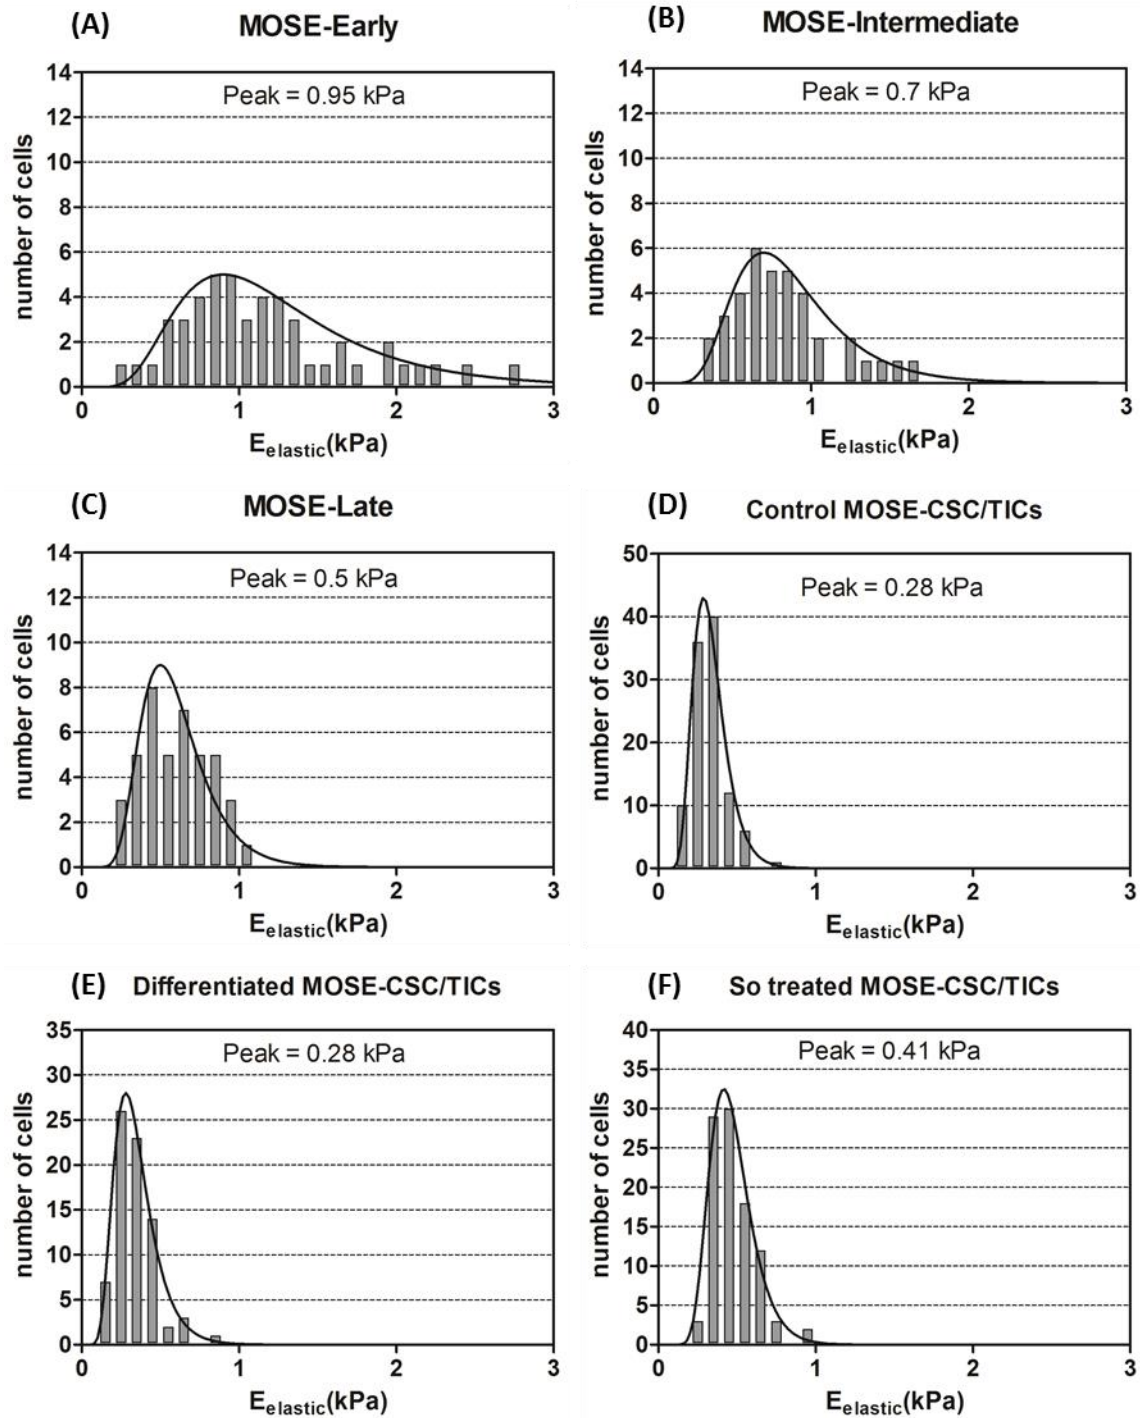 (A) MOSE-Early
Peak = 0.95 kPa
number of cells
14
12
10
8
6
4
2
0
0 1 2 3
Eelastic(kPa)
(B) MOSE-Intermediate
Peak = 0.7 kPa
number of cells
14
12
10
8
6
4
2
0
0 1 2 3
Eelastic(kPa)
(C) MOSE-Late
Peak = 0.5 kPa
number of cells
14
12
10
8
6
4
2
0
0 1 2 3
Eelastic(kPa)
(D) Control MOSE-CSC/TICs
Peak = 0.28 kPa
number of cells
50
40
30
20
10
0
0 1 2 3
Eelastic(kPa)
(E) Differentiated MOSE-CSC/TICs
Peak = 0.28 kPa
number of cells
35
30
25
20
15
10
5
0
0 1 2 3
Eelastic(kPa)
(F) So treated MOSE-CSC/TICs
Peak = 0.41 kPa
number of cells
40
35
30
25
20
15
10
5
0
0 1 2 3
Eelastic(kPa)